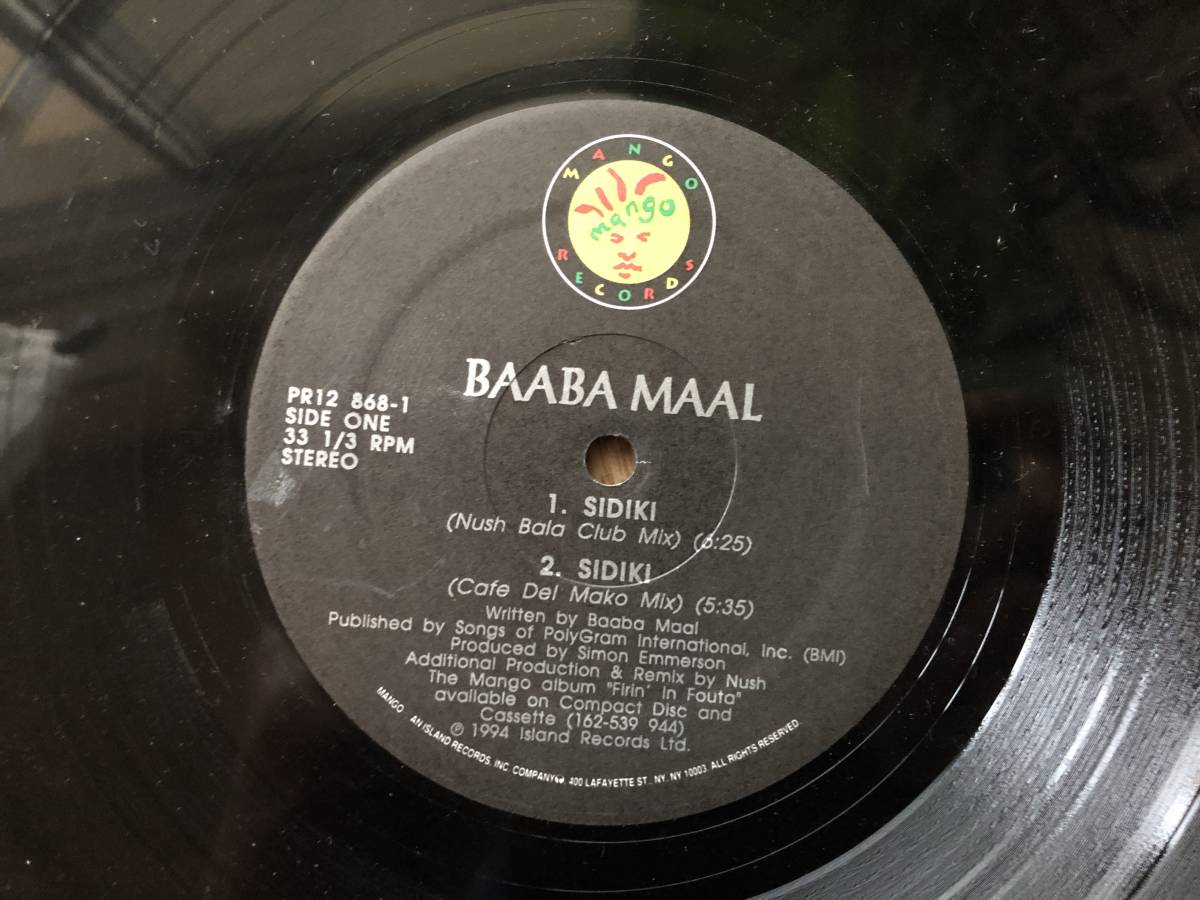 MANGO
mango
RECORDS
BAABA MAAL
PR12 868-1
SIDE ONE
33 1/3 RPM
STEREO
1. SIDIKI
(Nush Bala Club Mix) (6:25)
2. SIDIKI
(Cafe Del Mako Mix) (5:35)
Written by Baaba Maal
Published by Songs of PolyGram International, Inc. (BMI)
Produced by Simon Emmerson
Additional Production & Remix by Nush
The Mango album "Firin' In Fouta"
available on Compact Disc and
Cassette (162-539 944)
℗ 1994 Island Records Ltd.
MANGO AN ISLAND RECORDS, INC. COMPANY 400 LAFAYETTE ST., NY, NY 10003. ALL RIGHTS RESERVED.